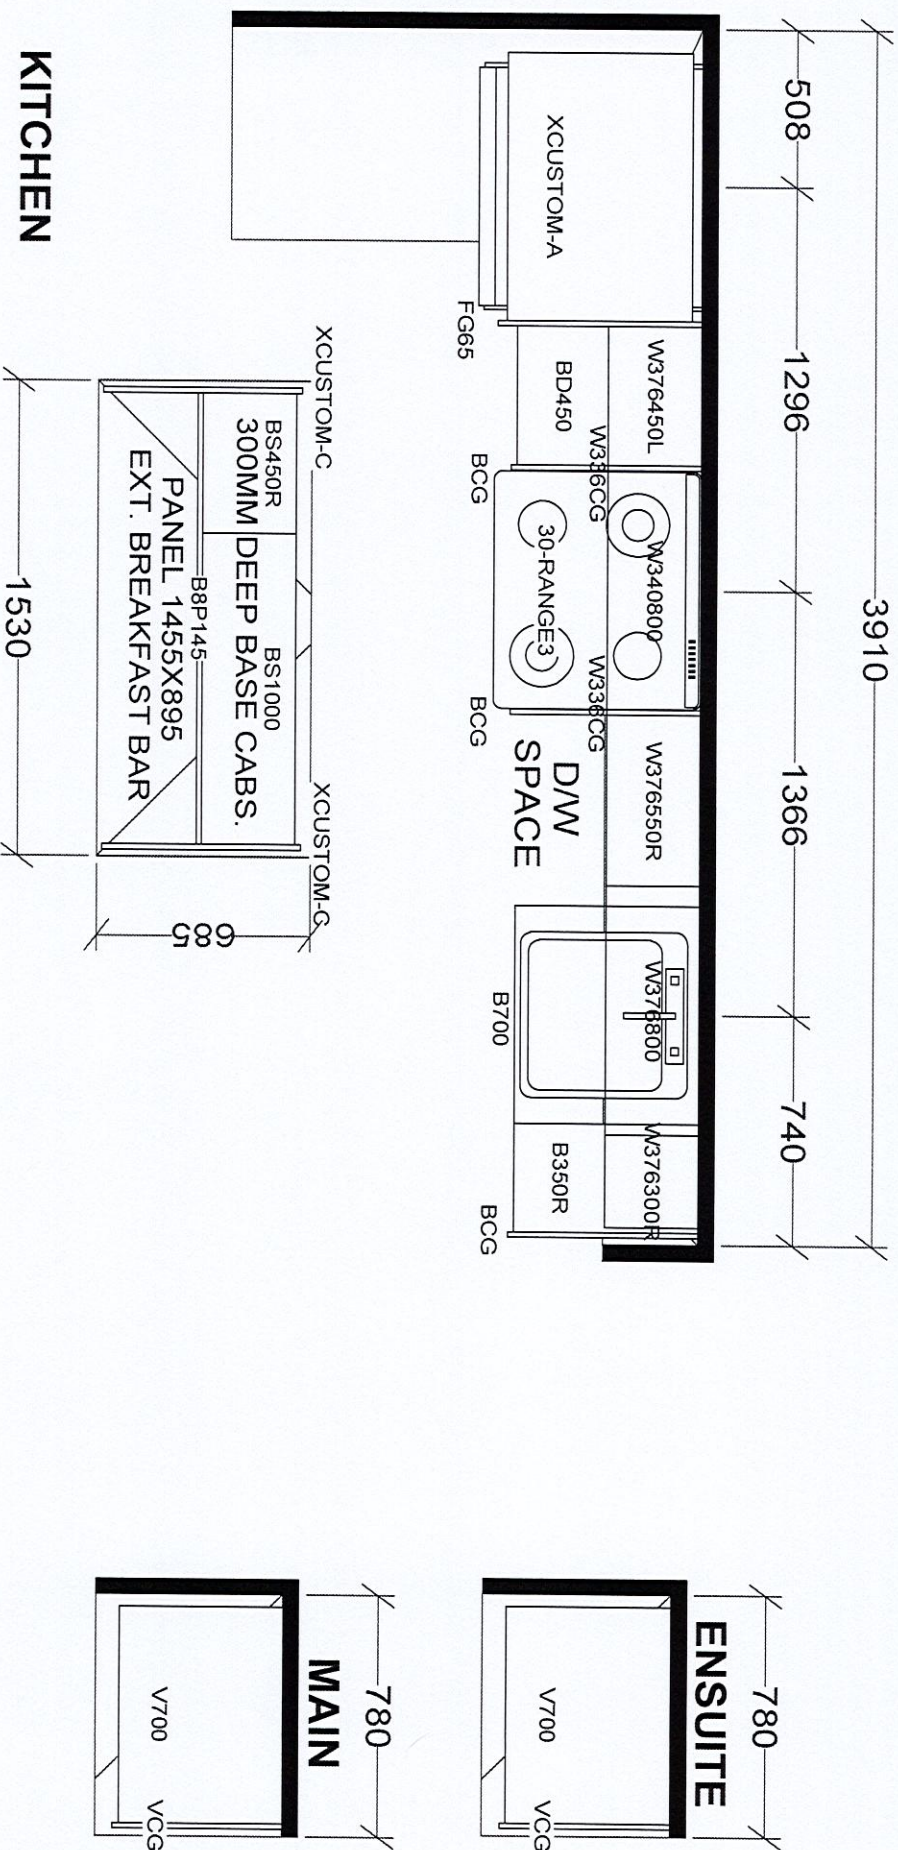 3910
508
1296
1366
740
XCUSTOM-A
FG65
W376450L
BD450
W336CG
BCG
W340800
30-RANGE3
W336CG
BCG
W376550R
D/W
SPACE
W376800
B700
W376300R
B350R
BCG
XCUSTOM-C
XCUSTOM-C
BS450R
BS1000
300MM DEEP BASE CABS.
B8P145
PANEL 1455X895
EXT. BREAKFAST BAR
685
1530
KITCHEN
780
ENSUITE
V700
VCG
780
MAIN
V700
VCG